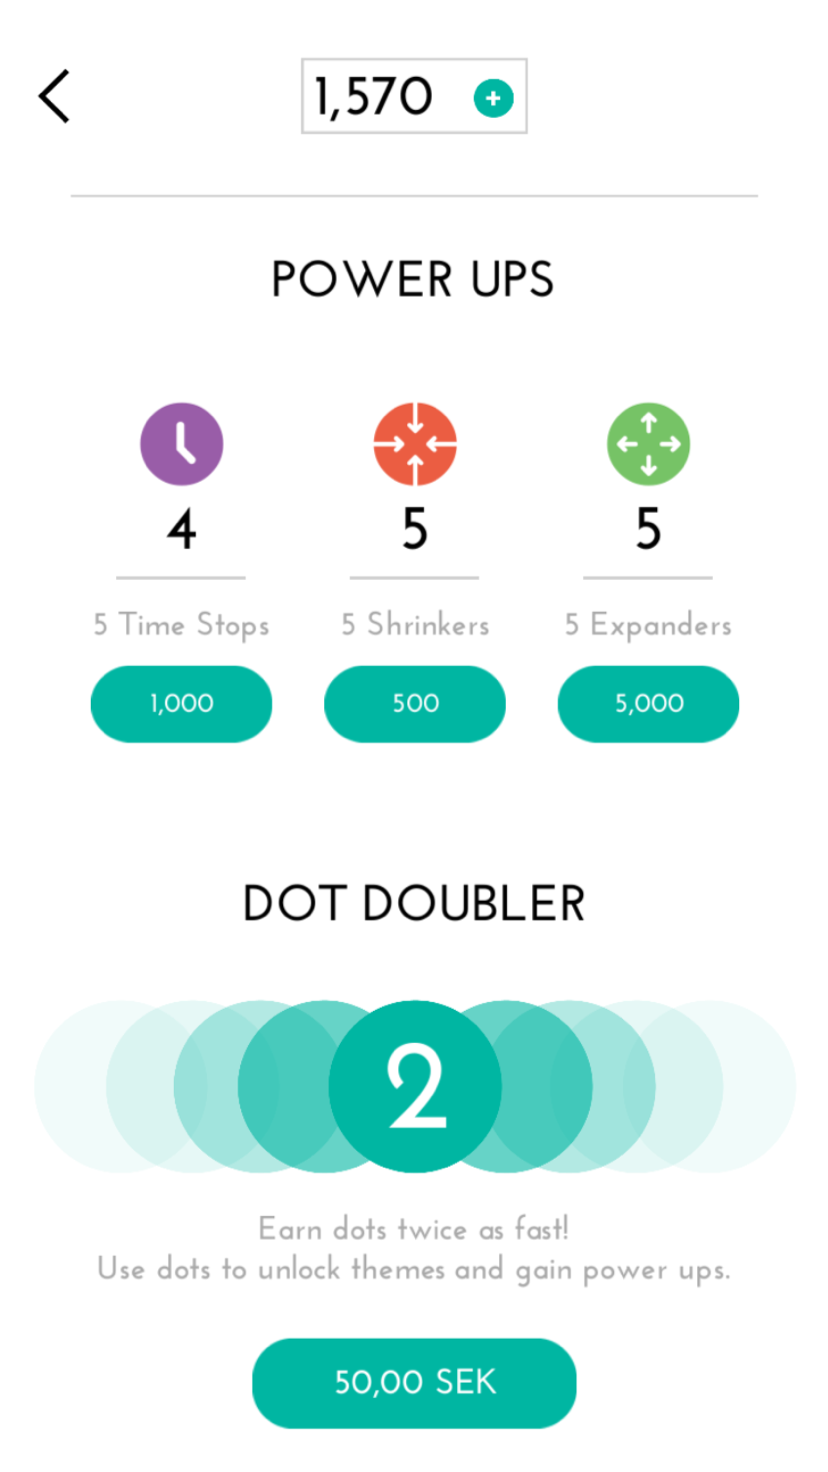 1,570 +
POWER UPS
4 5 5
5 Time Stops 5 Shrinkers 5 Expanders
1,000 500 5,000
DOT DOUBLER
2
Earn dots twice as fast!
Use dots to unlock themes and gain power ups.
50,00 SEK